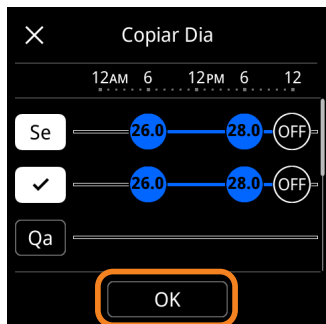 Copiar Dia
12AM 6 12PM 6 12
Se 26.0 28.0 OFF
26.0 28.0 OFF
Qa
OK